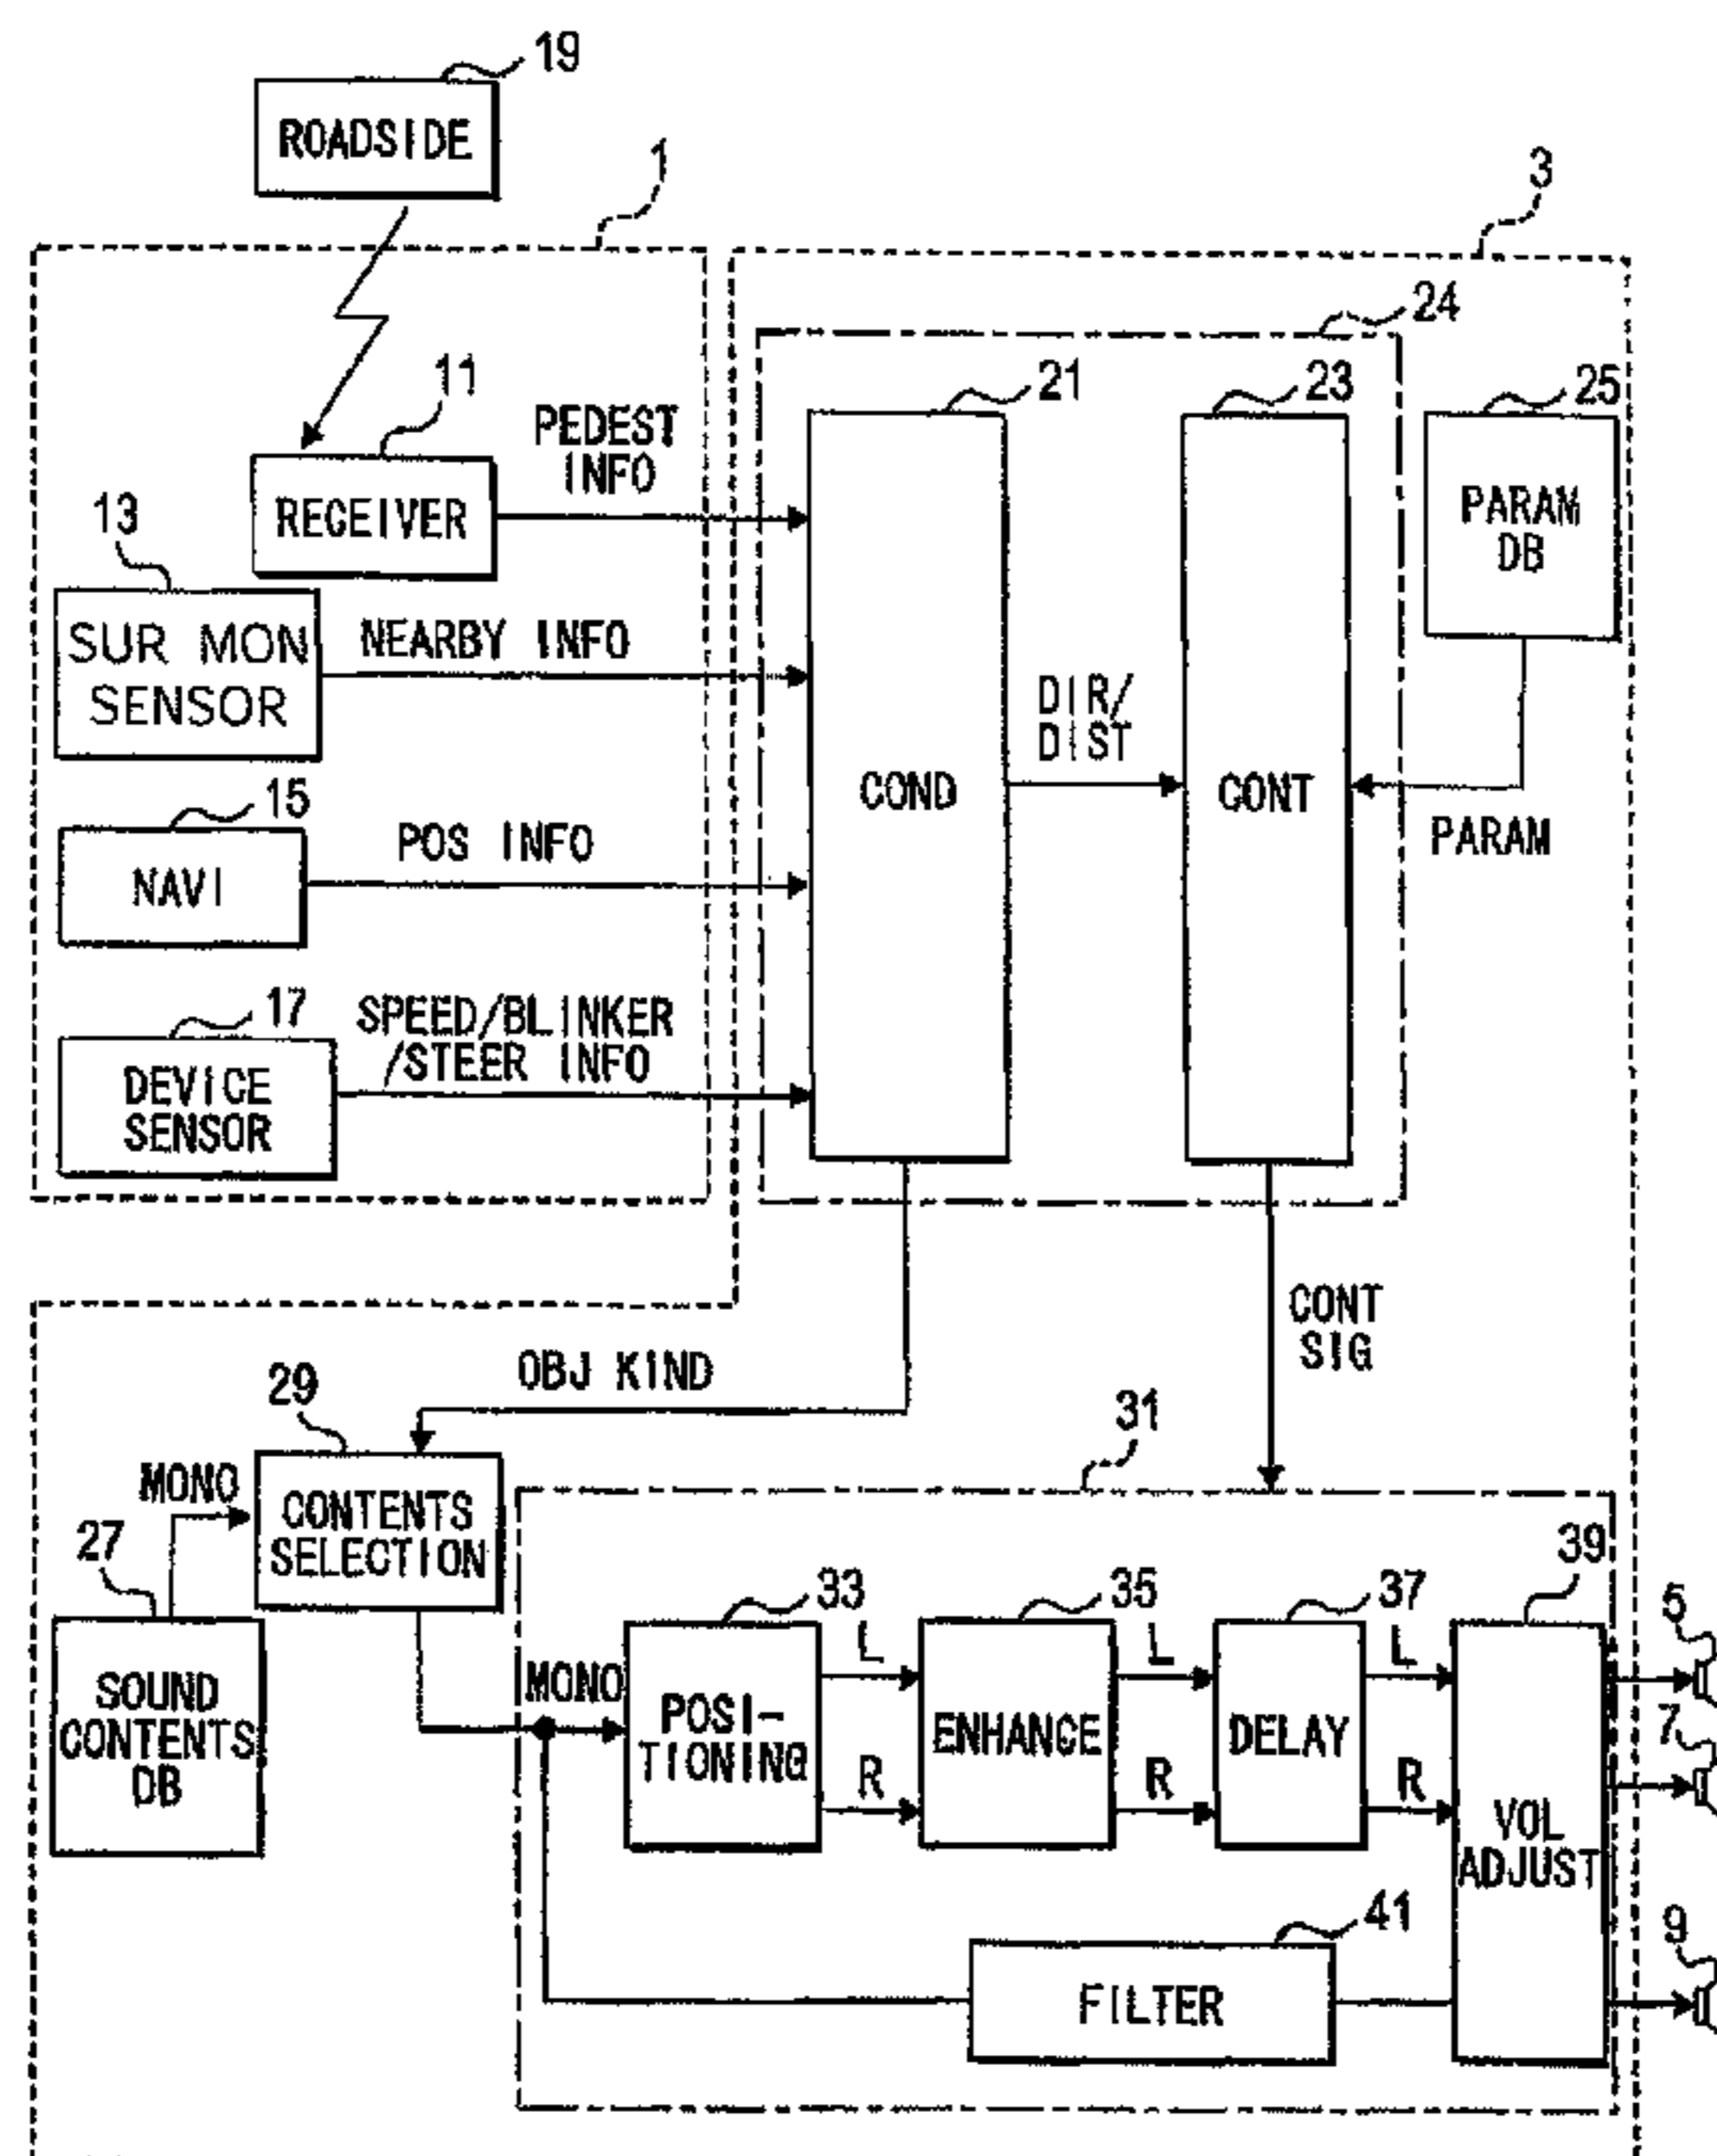 19
ROADSIDE
1
3
24
11
21
23
25
PEDEST
INFO
RECEIVER
PARAM
DB
13
SUR MON
SENSOR
NEARBY INFO
DIR/
DIST
COND
CONT
PARAM
15
NAVI
POS INFO
17
DEVICE
SENSOR
SPEED/BLINKER
/STEER INFO
CONT
SIG
OBJ KIND
29
31
MONO
CONTENTS
SELECTION
27
SOUND
CONTENTS
DB
33
35
37
39
5
L
L
L
MONO
POSI-
TIONING
ENHANCE
DELAY
7
R
R
R
VOL
ADJUST
41
9
FILTER